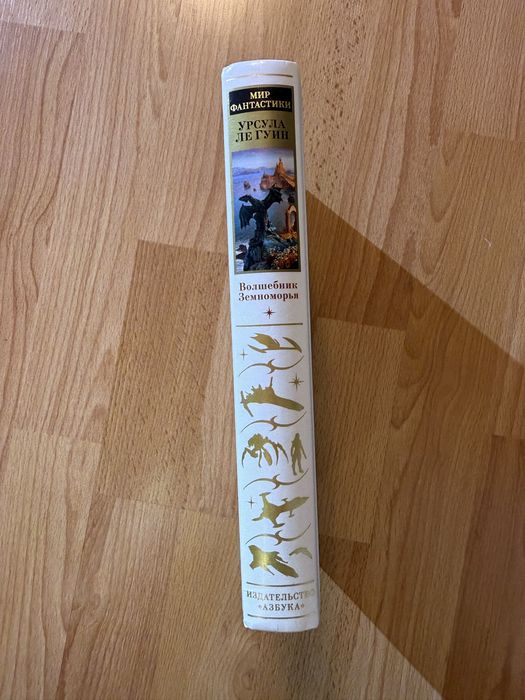 МИР
ФАНТАСТИКИ
УРСУЛА
ЛЕ ГУИН
Волшебник
Земноморья
ИЗДАТЕЛЬСТВО
«АЗБУКА»